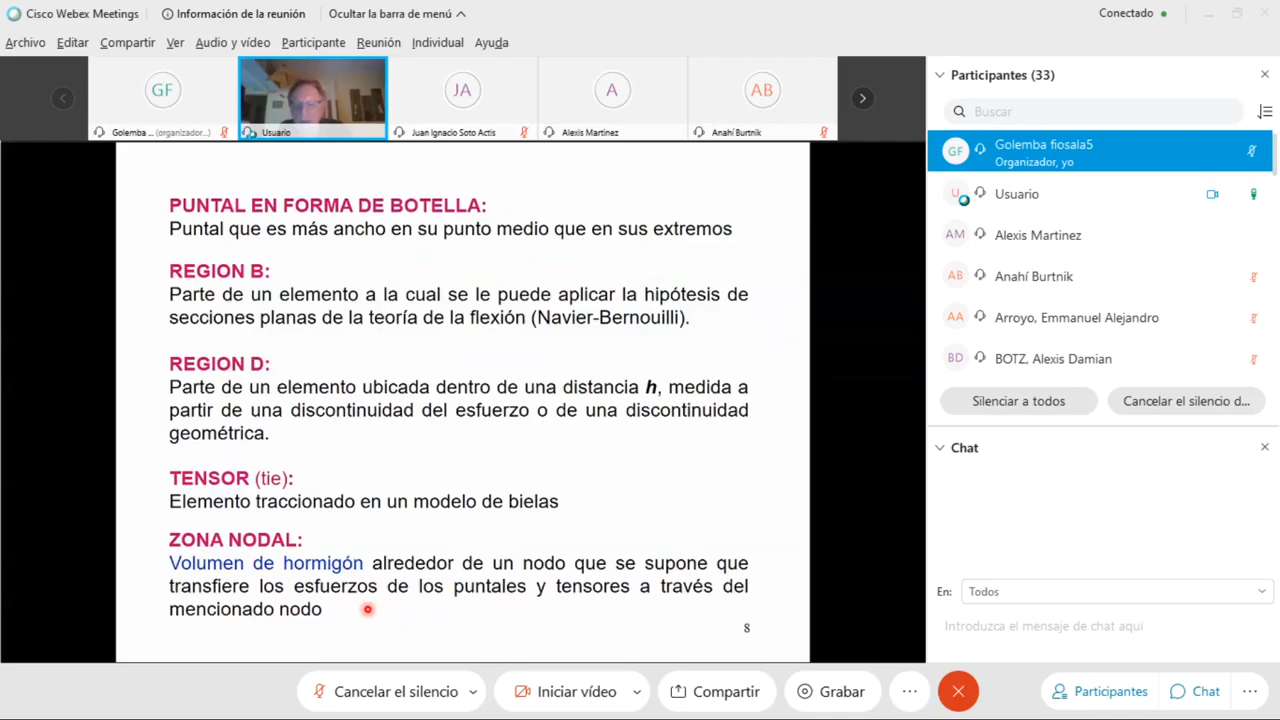 Cisco Webex Meetings
Información de la reunión
Ocultar la barra de menú
Conectado
Archivo Editar Compartir Ver Audio y vídeo Participante Reunión Individual Ayuda
GF
JA
A
AB
Golemba ... (organizador...)
Usuario
Juan Ignacio Soto Actis
Alexis Martinez
Anahí Burtnik
PUNTAL EN FORMA DE BOTELLA:
Puntal que es más ancho en su punto medio que en sus extremos
REGION B:
Parte de un elemento a la cual se le puede aplicar la hipótesis de
secciones planas de la teoría de la flexión (Navier-Bernouilli).
REGION D:
Parte de un elemento ubicada dentro de una distancia h, medida a
partir de una discontinuidad del esfuerzo o de una discontinuidad
geométrica.
TENSOR (tie):
Elemento traccionado en un modelo de bielas
ZONA NODAL:
Volumen de hormigón alrededor de un nodo que se supone que
transfiere los esfuerzos de los puntales y tensores a través del
mencionado nodo
8
Participantes (33)
Buscar
GF
Golemba fiosala5
Organizador, yo
U
Usuario
AM
Alexis Martinez
AB
Anahí Burtnik
AA
Arroyo, Emmanuel Alejandro
BD
BOTZ, Alexis Damian
Silenciar a todos
Cancelar el silencio d...
Chat
En:
Todos
Introduzca el mensaje de chat aquí
Cancelar el silencio
Iniciar vídeo
Compartir
Grabar
Participantes
Chat